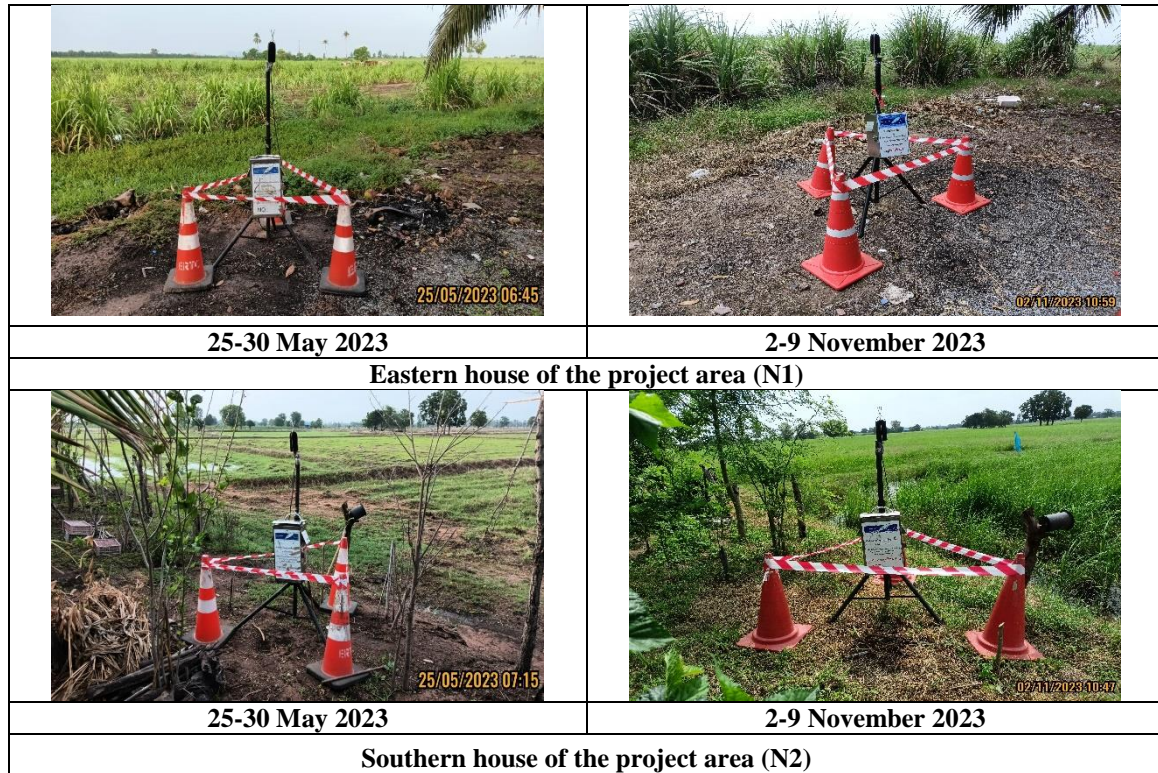 ERTC
25/05/2023 06:45
02/11/2023 10:59
25-30 May 2023
2-9 November 2023
Eastern house of the project area (N1)
25/05/2023 07:15
02/11/2023 10:47
25-30 May 2023
2-9 November 2023
Southern house of the project area (N2)